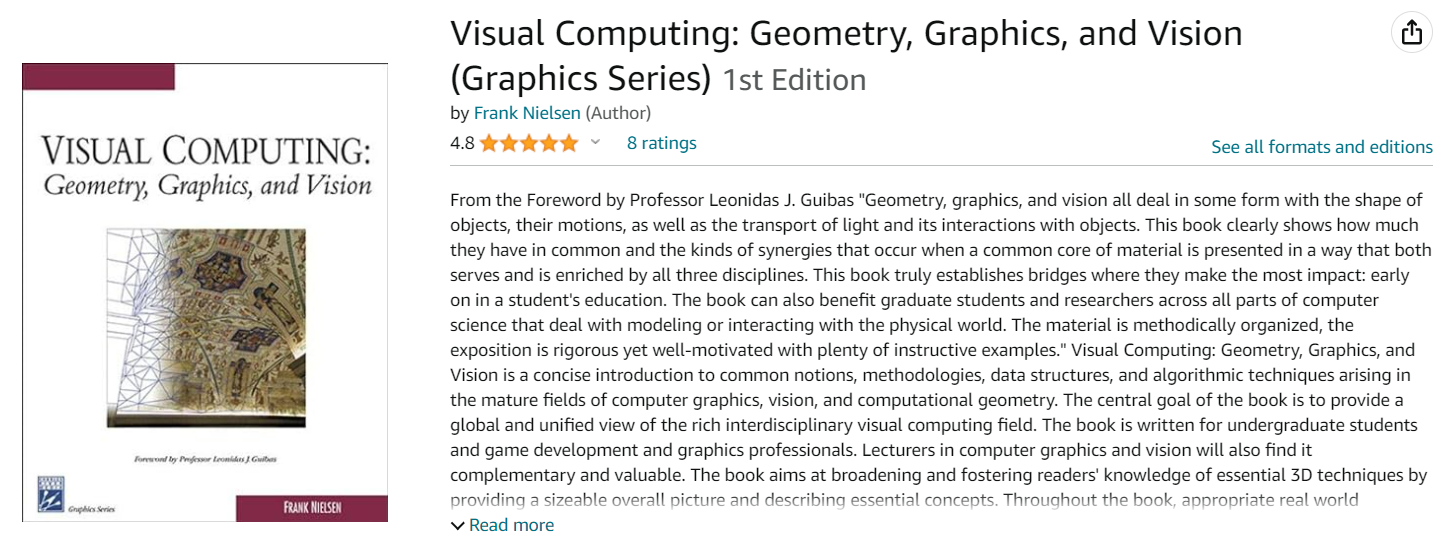 Visual Computing: Geometry, Graphics, and Vision
(Graphics Series) 1st Edition
by Frank Nielsen (Author)
4.8
8 ratings
See all formats and editions
VISUAL COMPUTING:
Geometry, Graphics, and Vision
Foreword by Professor Leonidas J. Guibas
Graphics Series
FRANK NIELSEN
From the Foreword by Professor Leonidas J. Guibas "Geometry, graphics, and vision all deal in some form with the shape of
objects, their motions, as well as the transport of light and its interactions with objects. This book clearly shows how much
they have in common and the kinds of synergies that occur when a common core of material is presented in a way that both
serves and is enriched by all three disciplines. This book truly establishes bridges where they make the most impact: early
on in a student's education. The book can also benefit graduate students and researchers across all parts of computer
science that deal with modeling or interacting with the physical world. The material is methodically organized, the
exposition is rigorous yet well-motivated with plenty of instructive examples." Visual Computing: Geometry, Graphics, and
Vision is a concise introduction to common notions, methodologies, data structures, and algorithmic techniques arising in
the mature fields of computer graphics, vision, and computational geometry. The central goal of the book is to provide a
global and unified view of the rich interdisciplinary visual computing field. The book is written for undergraduate students
and game development and graphics professionals. Lecturers in computer graphics and vision will also find it
complementary and valuable. The book aims at broadening and fostering readers' knowledge of essential 3D techniques by
providing a sizeable overall picture and describing essential concepts. Throughout the book, appropriate real world
Read more